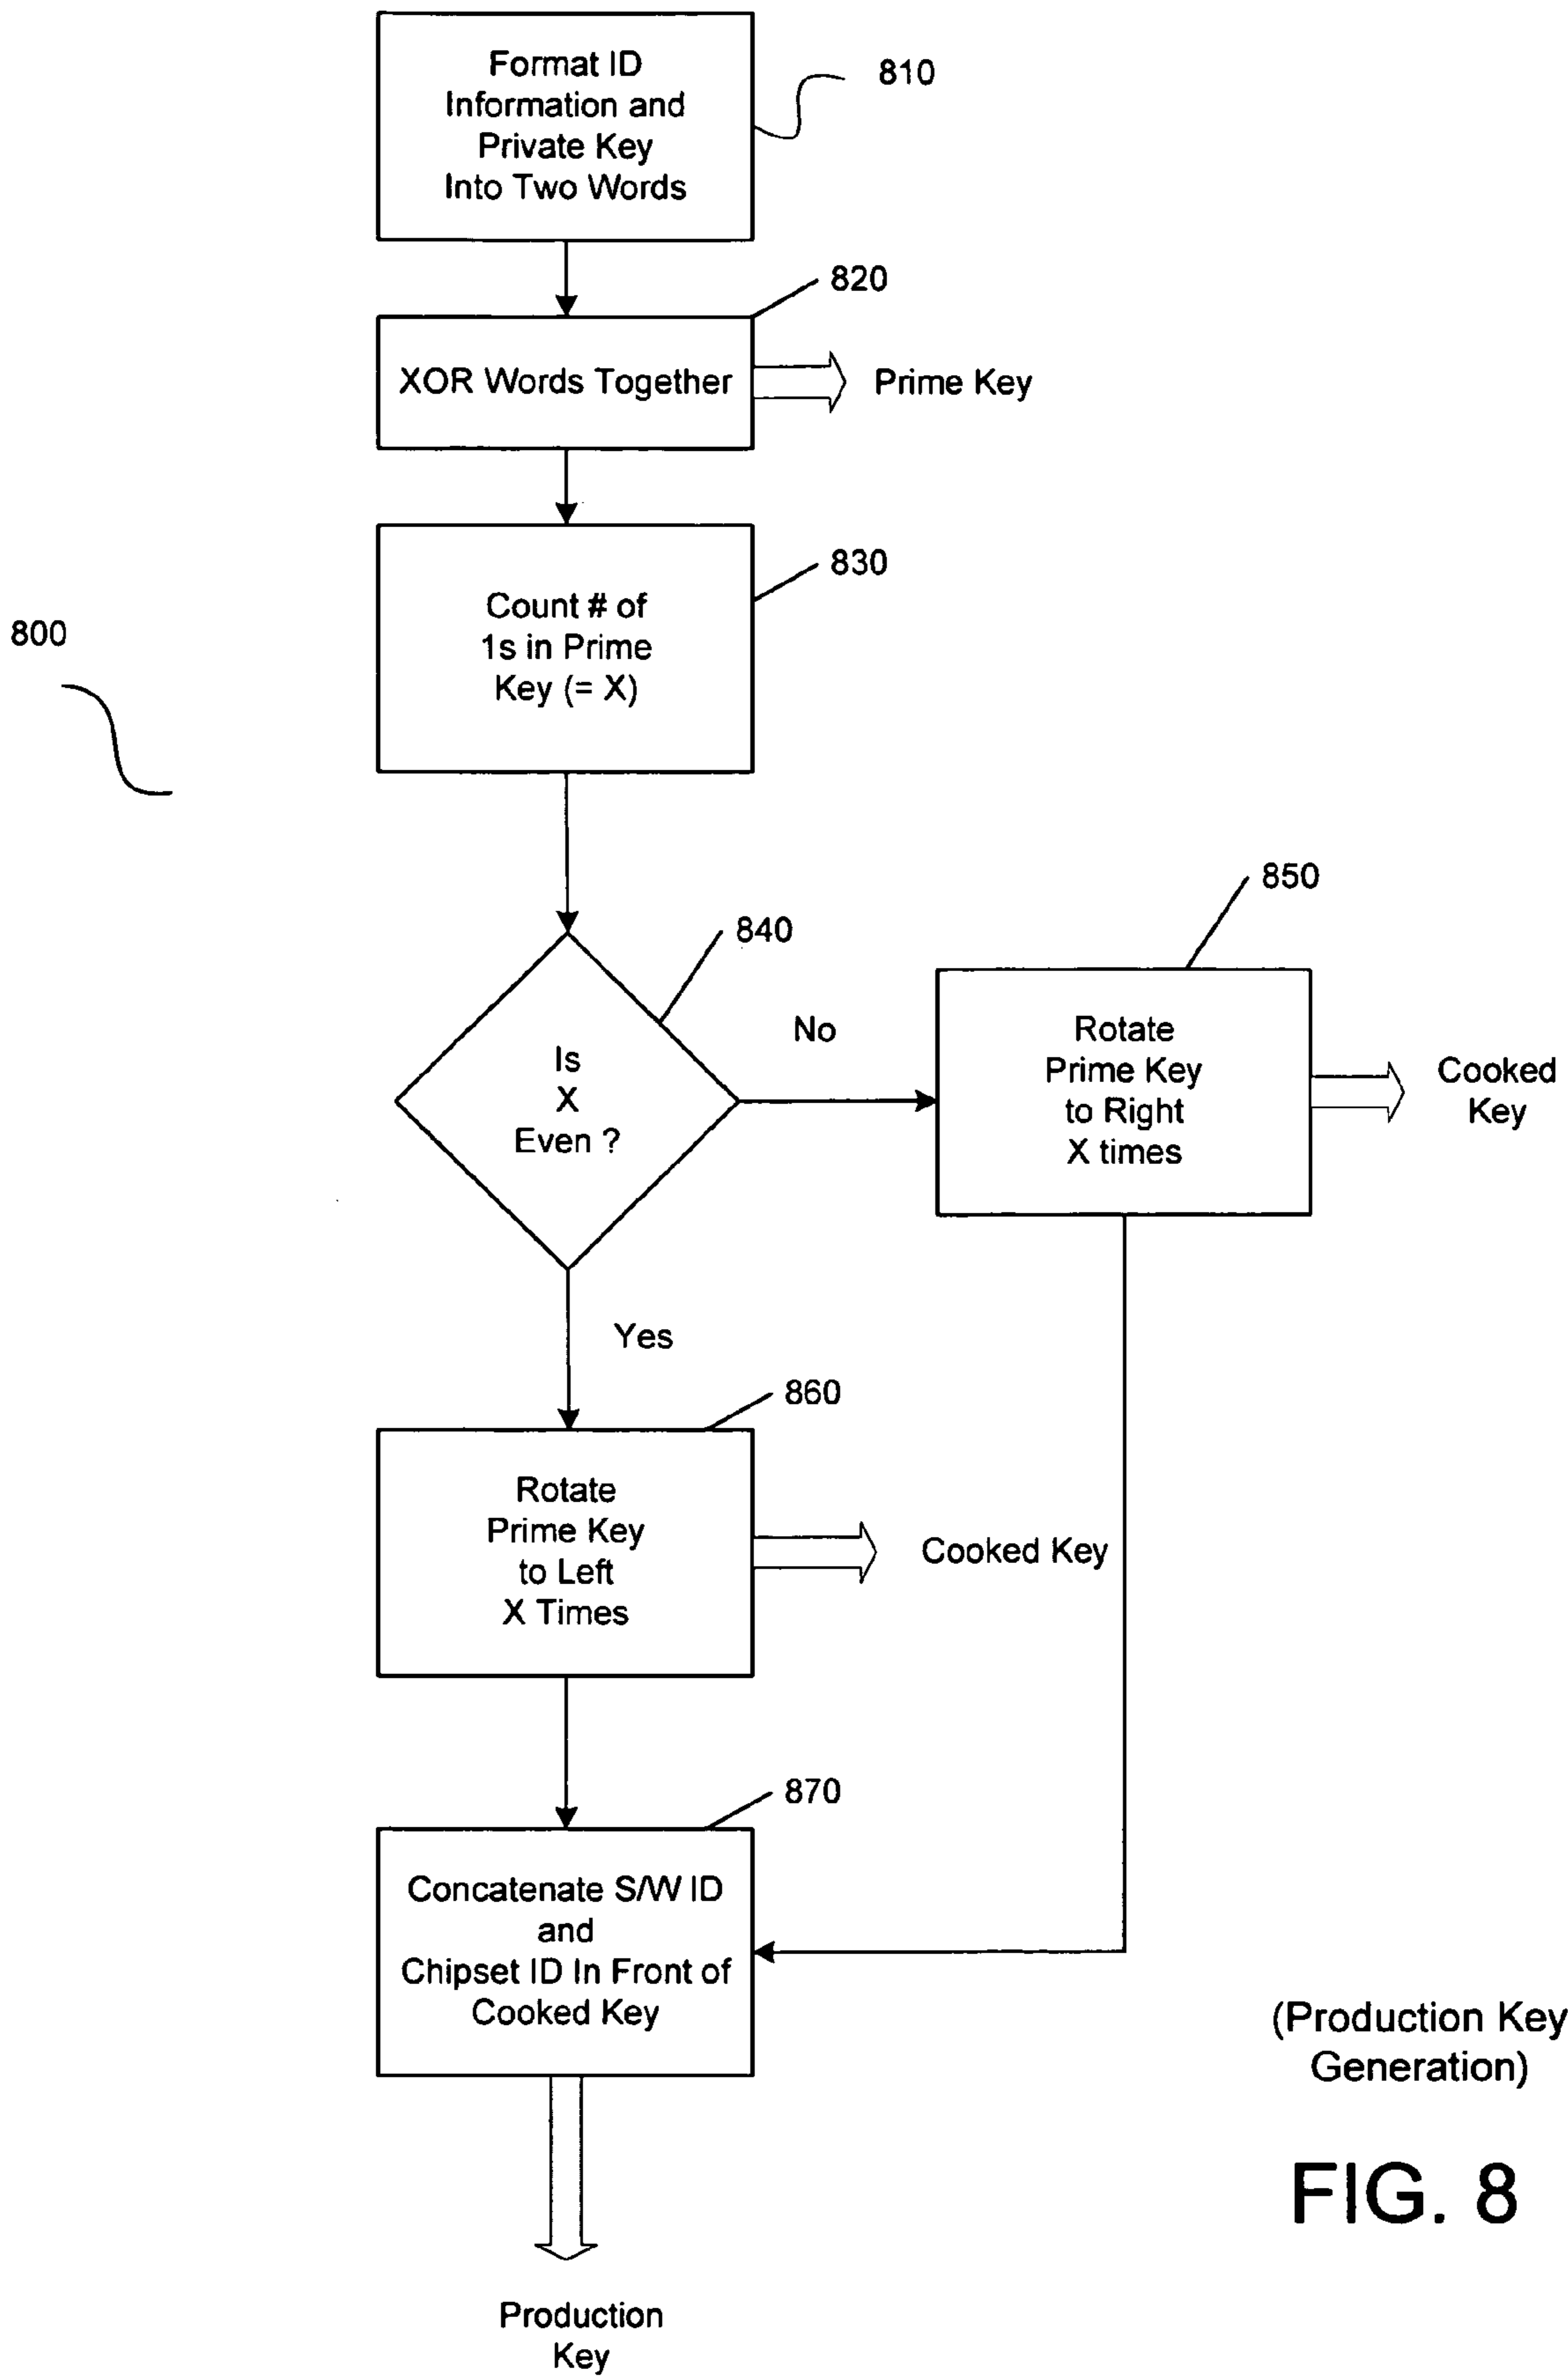 Format ID
Information and
Private Key
Into Two Words
810
820
XOR Words Together
Prime Key
830
Count # of
1s in Prime
Key (= X)
800
840
850
Is
X
Even ?
No
Rotate
Prime Key
to Right
X times
Cooked
Key
Yes
860
Rotate
Prime Key
to Left
X Times
Cooked Key
870
Concatenate S/W ID
and
Chipset ID In Front of
Cooked Key
(Production Key
Generation)
FIG. 8
Production
Key